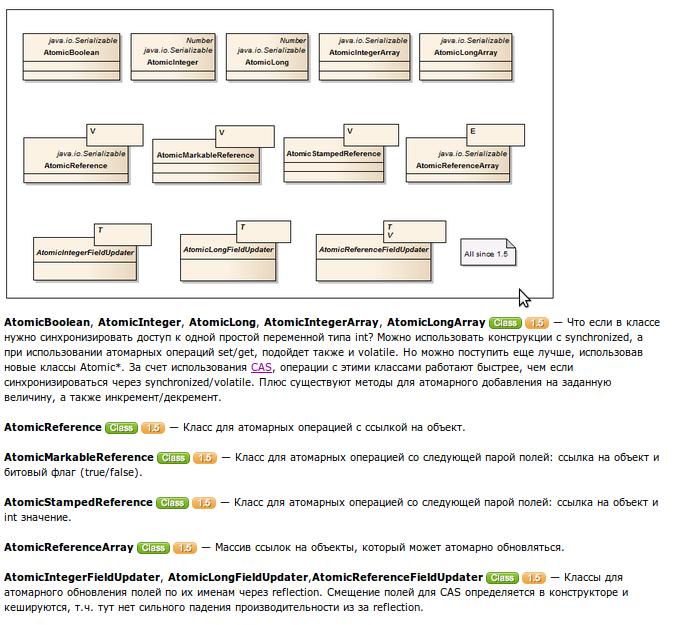 java.io.Serializable
AtomicBoolean
Number
java.io.Serializable
AtomicInteger
Number
java.io.Serializable
AtomicLong
java.io.Serializable
AtomicIntegerArray
java.io.Serializable
AtomicLongArray
V
java.io.Serializable
AtomicReference
V
AtomicMarkableReference
V
AtomicStampedReference
E
java.io.Serializable
AtomicReferenceArray
T
AtomicIntegerFieldUpdater
T
AtomicLongFieldUpdater
T
V
AtomicReferenceFieldUpdater
All since 1.5
AtomicBoolean, AtomicInteger, AtomicLong, AtomicIntegerArray, AtomicLongArray Class 1.5 — Что если в классе
нужно синхронизировать доступ к одной простой переменной типа int? Можно использовать конструкции с synchronized, а
при использовании атомарных операций set/get, подойдет также и volatile. Но можно поступить еще лучше, использовав
новые классы Atomic*. За счет использования CAS, операции с этими классами работают быстрее, чем если
синхронизироваться через synchronized/volatile. Плюс существуют методы для атомарного добавления на заданную
величину, а также инкремент/декремент.
AtomicReference Class 1.5 — Класс для атомарных операцией с ссылкой на объект.
AtomicMarkableReference Class 1.5 — Класс для атомарных операцией со следующей парой полей: ссылка на объект и
битовый флаг (true/false).
AtomicStampedReference Class 1.5 — Класс для атомарных операцией со следующей парой полей: ссылка на объект и
int значение.
AtomicReferenceArray Class 1.5 — Массив ссылок на объекты, который может атомарно обновляться.
AtomicIntegerFieldUpdater, AtomicLongFieldUpdater,AtomicReferenceFieldUpdater Class 1.5 — Классы для
атомарного обновления полей по их именам через reflection. Смещение полей для CAS определяется в конструкторе и
кешируются, т.ч. тут нет сильного падения производительности из за reflection.